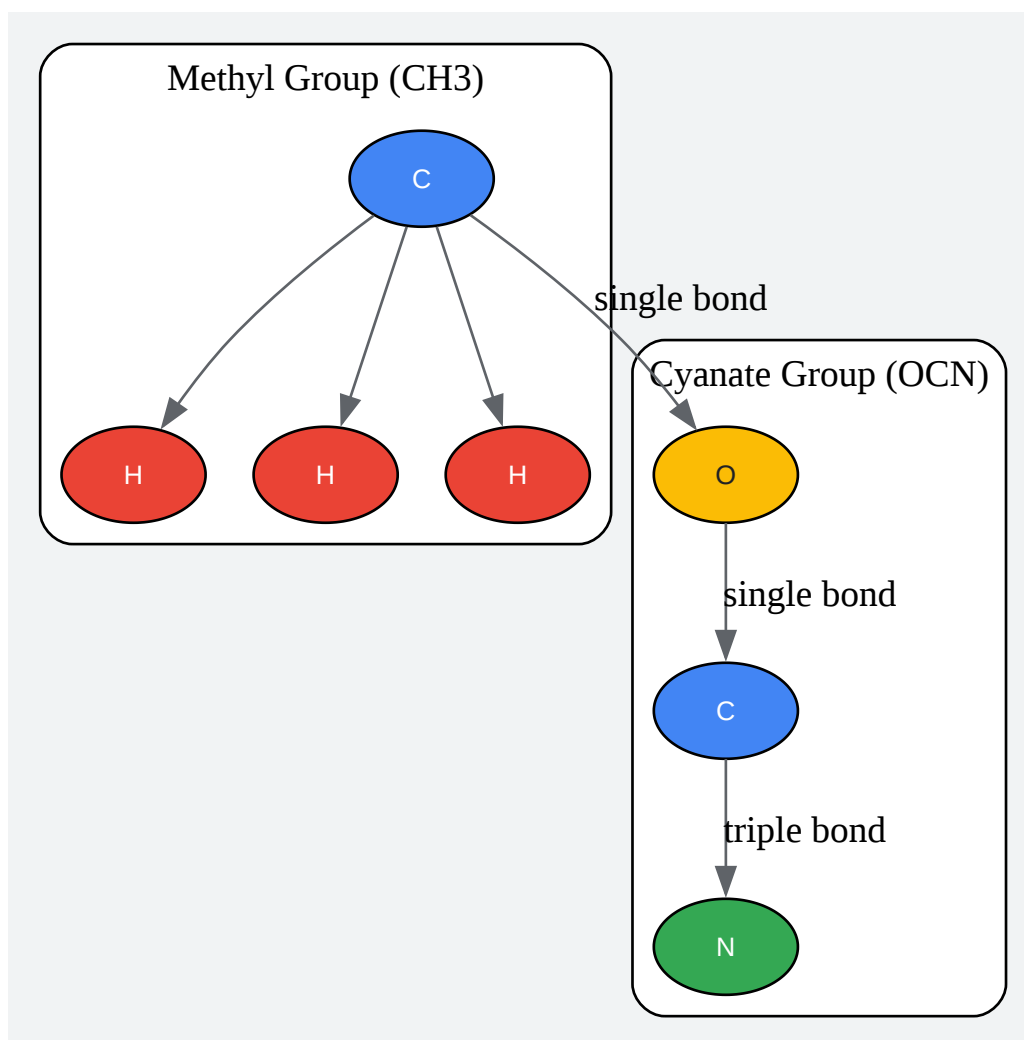 Methyl Group (CH3)
C
single bond
Cyanate Group (OCN)
H
H
H
O
single bond
C
triple bond
N